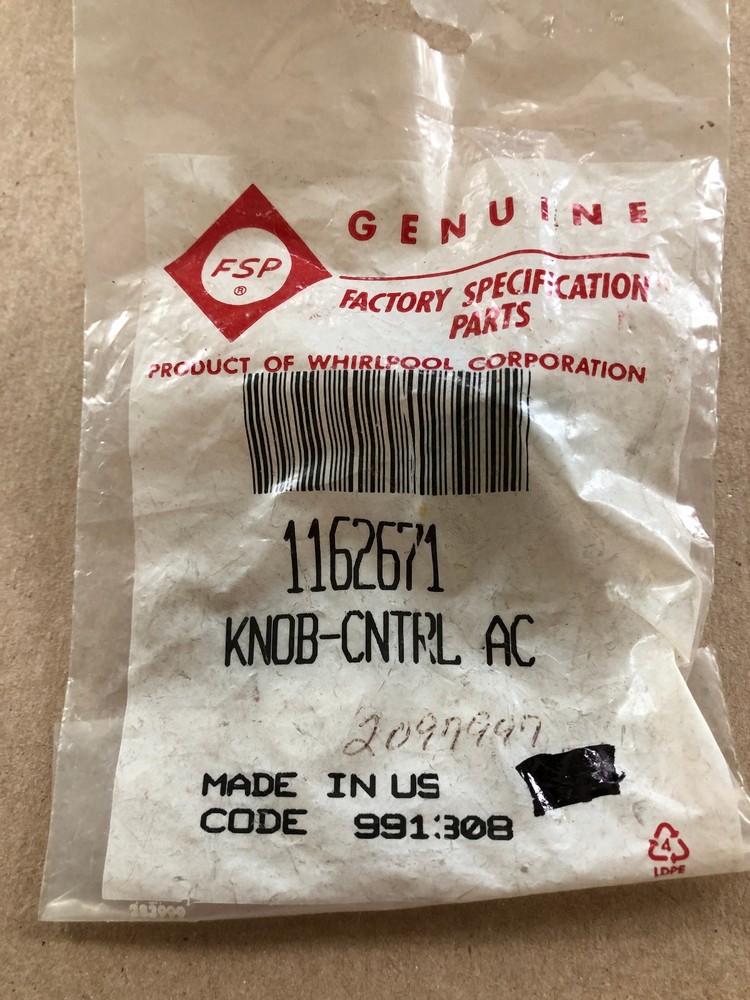 FSP
®
GENUINE
FACTORY SPECIFICATION
PARTS
PRODUCT OF WHIRLPOOL CORPORATION
1162671
KNOB-CNTRL AC
2097997
MADE IN US
CODE 991308
4
LDPE